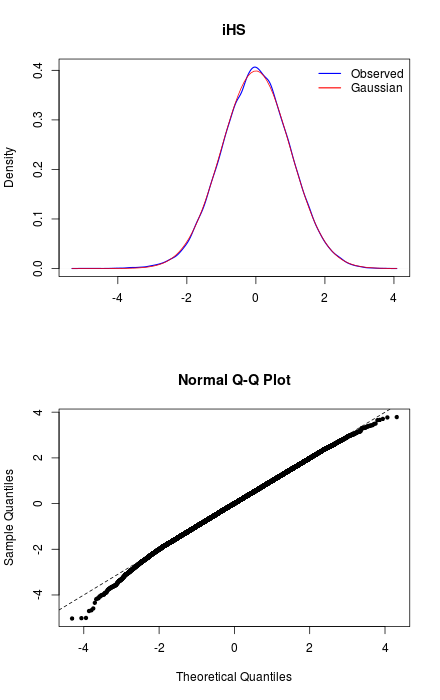 iHS
Density
0.0 0.1 0.2 0.3 0.4
Observed
Gaussian
-4 -2 0 2 4
Normal Q-Q Plot
Sample Quantiles
-4 -2 0 2 4
-4 -2 0 2 4
Theoretical Quantiles